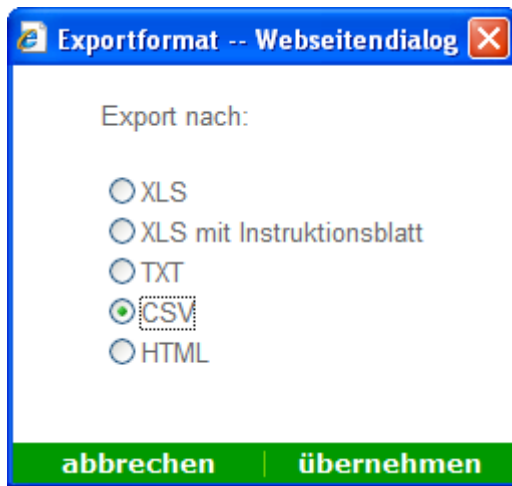 Exportformat -- Webseitendialog
Export nach:
XLS
XLS mit Instruktionsblatt
TXT
CSV
HTML
abbrechen übernehmen